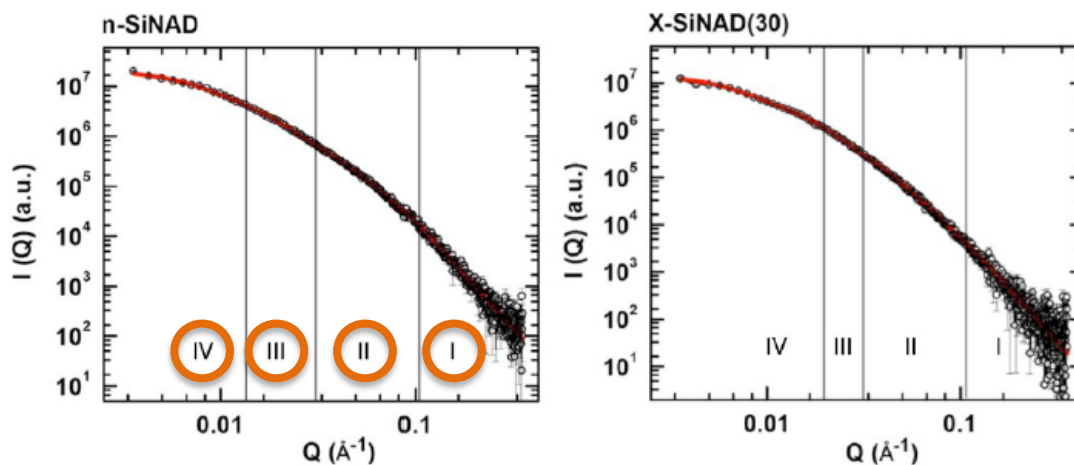 n-SiNAD
X-SiNAD(30)
I (Q) (a.u.)
10⁷
10⁶
10⁵
10⁴
10³
10²
10¹
IV III II I
0.01 0.1
Q (Å⁻¹)
I (Q) (a.u.)
10⁷
10⁶
10⁵
10⁴
10³
10²
10¹
IV III II I
0.01 0.1
Q (Å⁻¹)